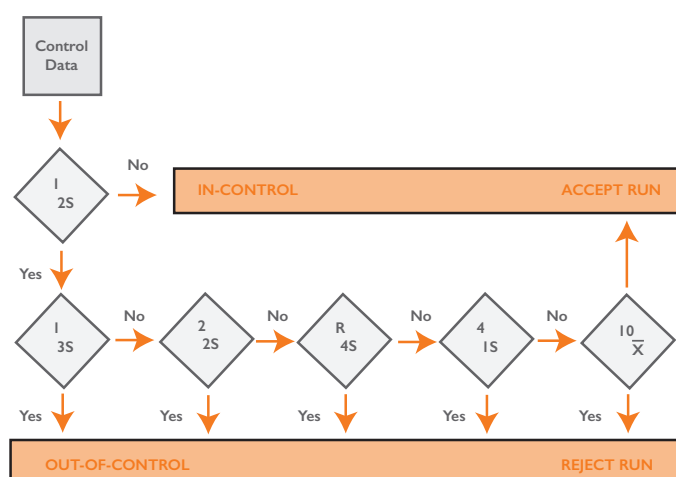 Control
Data
No
1
2S
IN-CONTROL ACCEPT RUN
Yes
1
3S
No
2
2S
No
R
4S
No
4
1S
No
10
X̅
Yes Yes Yes Yes Yes
OUT-OF-CONTROL REJECT RUN